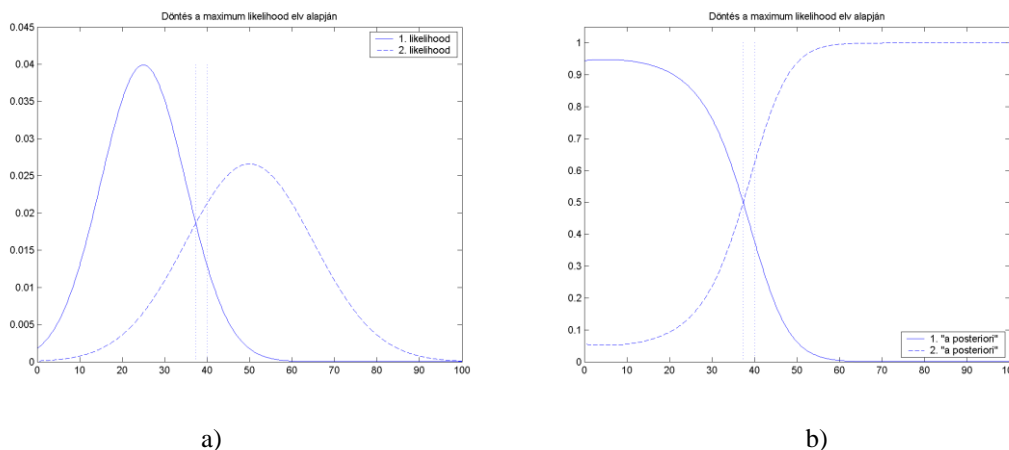 Döntés a maximum likelihood elv alapján
0.045
0.04
0.035
0.03
0.025
0.02
0.015
0.01
0.005
0
1. likelihood
2. likelihood
0 10 20 30 40 50 60 70 80 90 100
a)
Döntés a maximum likelihood elv alapján
1
0.9
0.8
0.7
0.6
0.5
0.4
0.3
0.2
0.1
0
1. "a posteriori"
2. "a posteriori"
0 10 20 30 40 50 60 70 80 90
b)